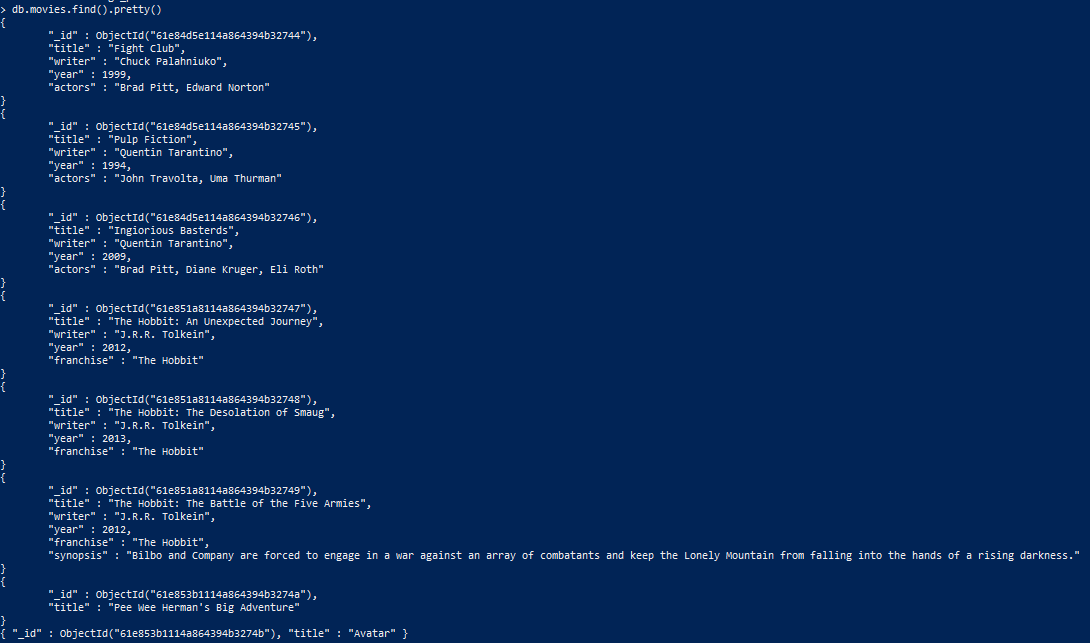 > db.movies.find().pretty()
{
"_id" : ObjectId("61e84d5e114a864394b32744"),
"title" : "Fight Club",
"writer" : "Chuck Palahniuko",
"year" : 1999,
"actors" : "Brad Pitt, Edward Norton"
}
{
"_id" : ObjectId("61e84d5e114a864394b32745"),
"title" : "Pulp Fiction",
"writer" : "Quentin Tarantino",
"year" : 1994,
"actors" : "John Travolta, Uma Thurman"
}
{
"_id" : ObjectId("61e84d5e114a864394b32746"),
"title" : "Ingiorious Basterds",
"writer" : "Quentin Tarantino",
"year" : 2009,
"actors" : "Brad Pitt, Diane Kruger, Eli Roth"
}
{
"_id" : ObjectId("61e851a8114a864394b32747"),
"title" : "The Hobbit: An Unexpected Journey",
"writer" : "J.R.R. Tolkein",
"year" : 2012,
"franchise" : "The Hobbit"
}
{
"_id" : ObjectId("61e851a8114a864394b32748"),
"title" : "The Hobbit: The Desolation of Smaug",
"writer" : "J.R.R. Tolkein",
"year" : 2013,
"franchise" : "The Hobbit"
}
{
"_id" : ObjectId("61e851a8114a864394b32749"),
"title" : "The Hobbit: The Battle of the Five Armies",
"writer" : "J.R.R. Tolkein",
"year" : 2012,
"franchise" : "The Hobbit",
"synopsis" : "Bilbo and Company are forced to engage in a war against an array of combatants and keep the Lonely Mountain from falling into the hands of a rising darkness."
}
{
"_id" : ObjectId("61e853b1114a864394b3274a"),
"title" : "Pee Wee Herman's Big Adventure"
}
{ "_id" : ObjectId("61e853b1114a864394b3274b"), "title" : "Avatar" }